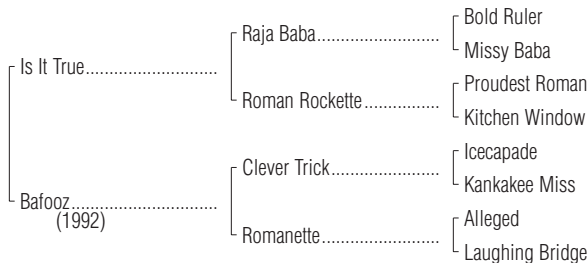 Bold Ruler
Raja Baba
Missy Baba
Is It True
Proudest Roman
Roman Rockette
Kitchen Window
Icecapade
Clever Trick
Kankakee Miss
Bafooz
(1992)
Alleged
Romanette
Laughing Bridge